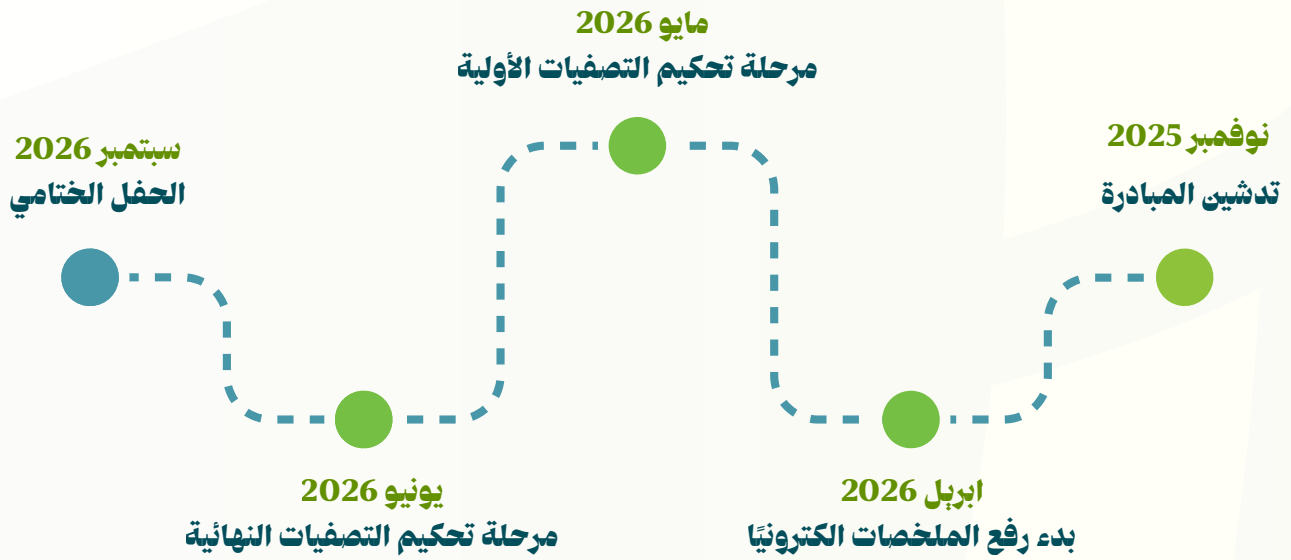 نوفمبر 2025
تدشين المبادرة
ابريل 2026
بدء رفع الملخصات الكترونيًا
مايو 2026
مرحلة تحكيم التصفيات الأولية
يونيو 2026
مرحلة تحكيم التصفيات النهائية
سبتمبر 2026
الحفل الختامي